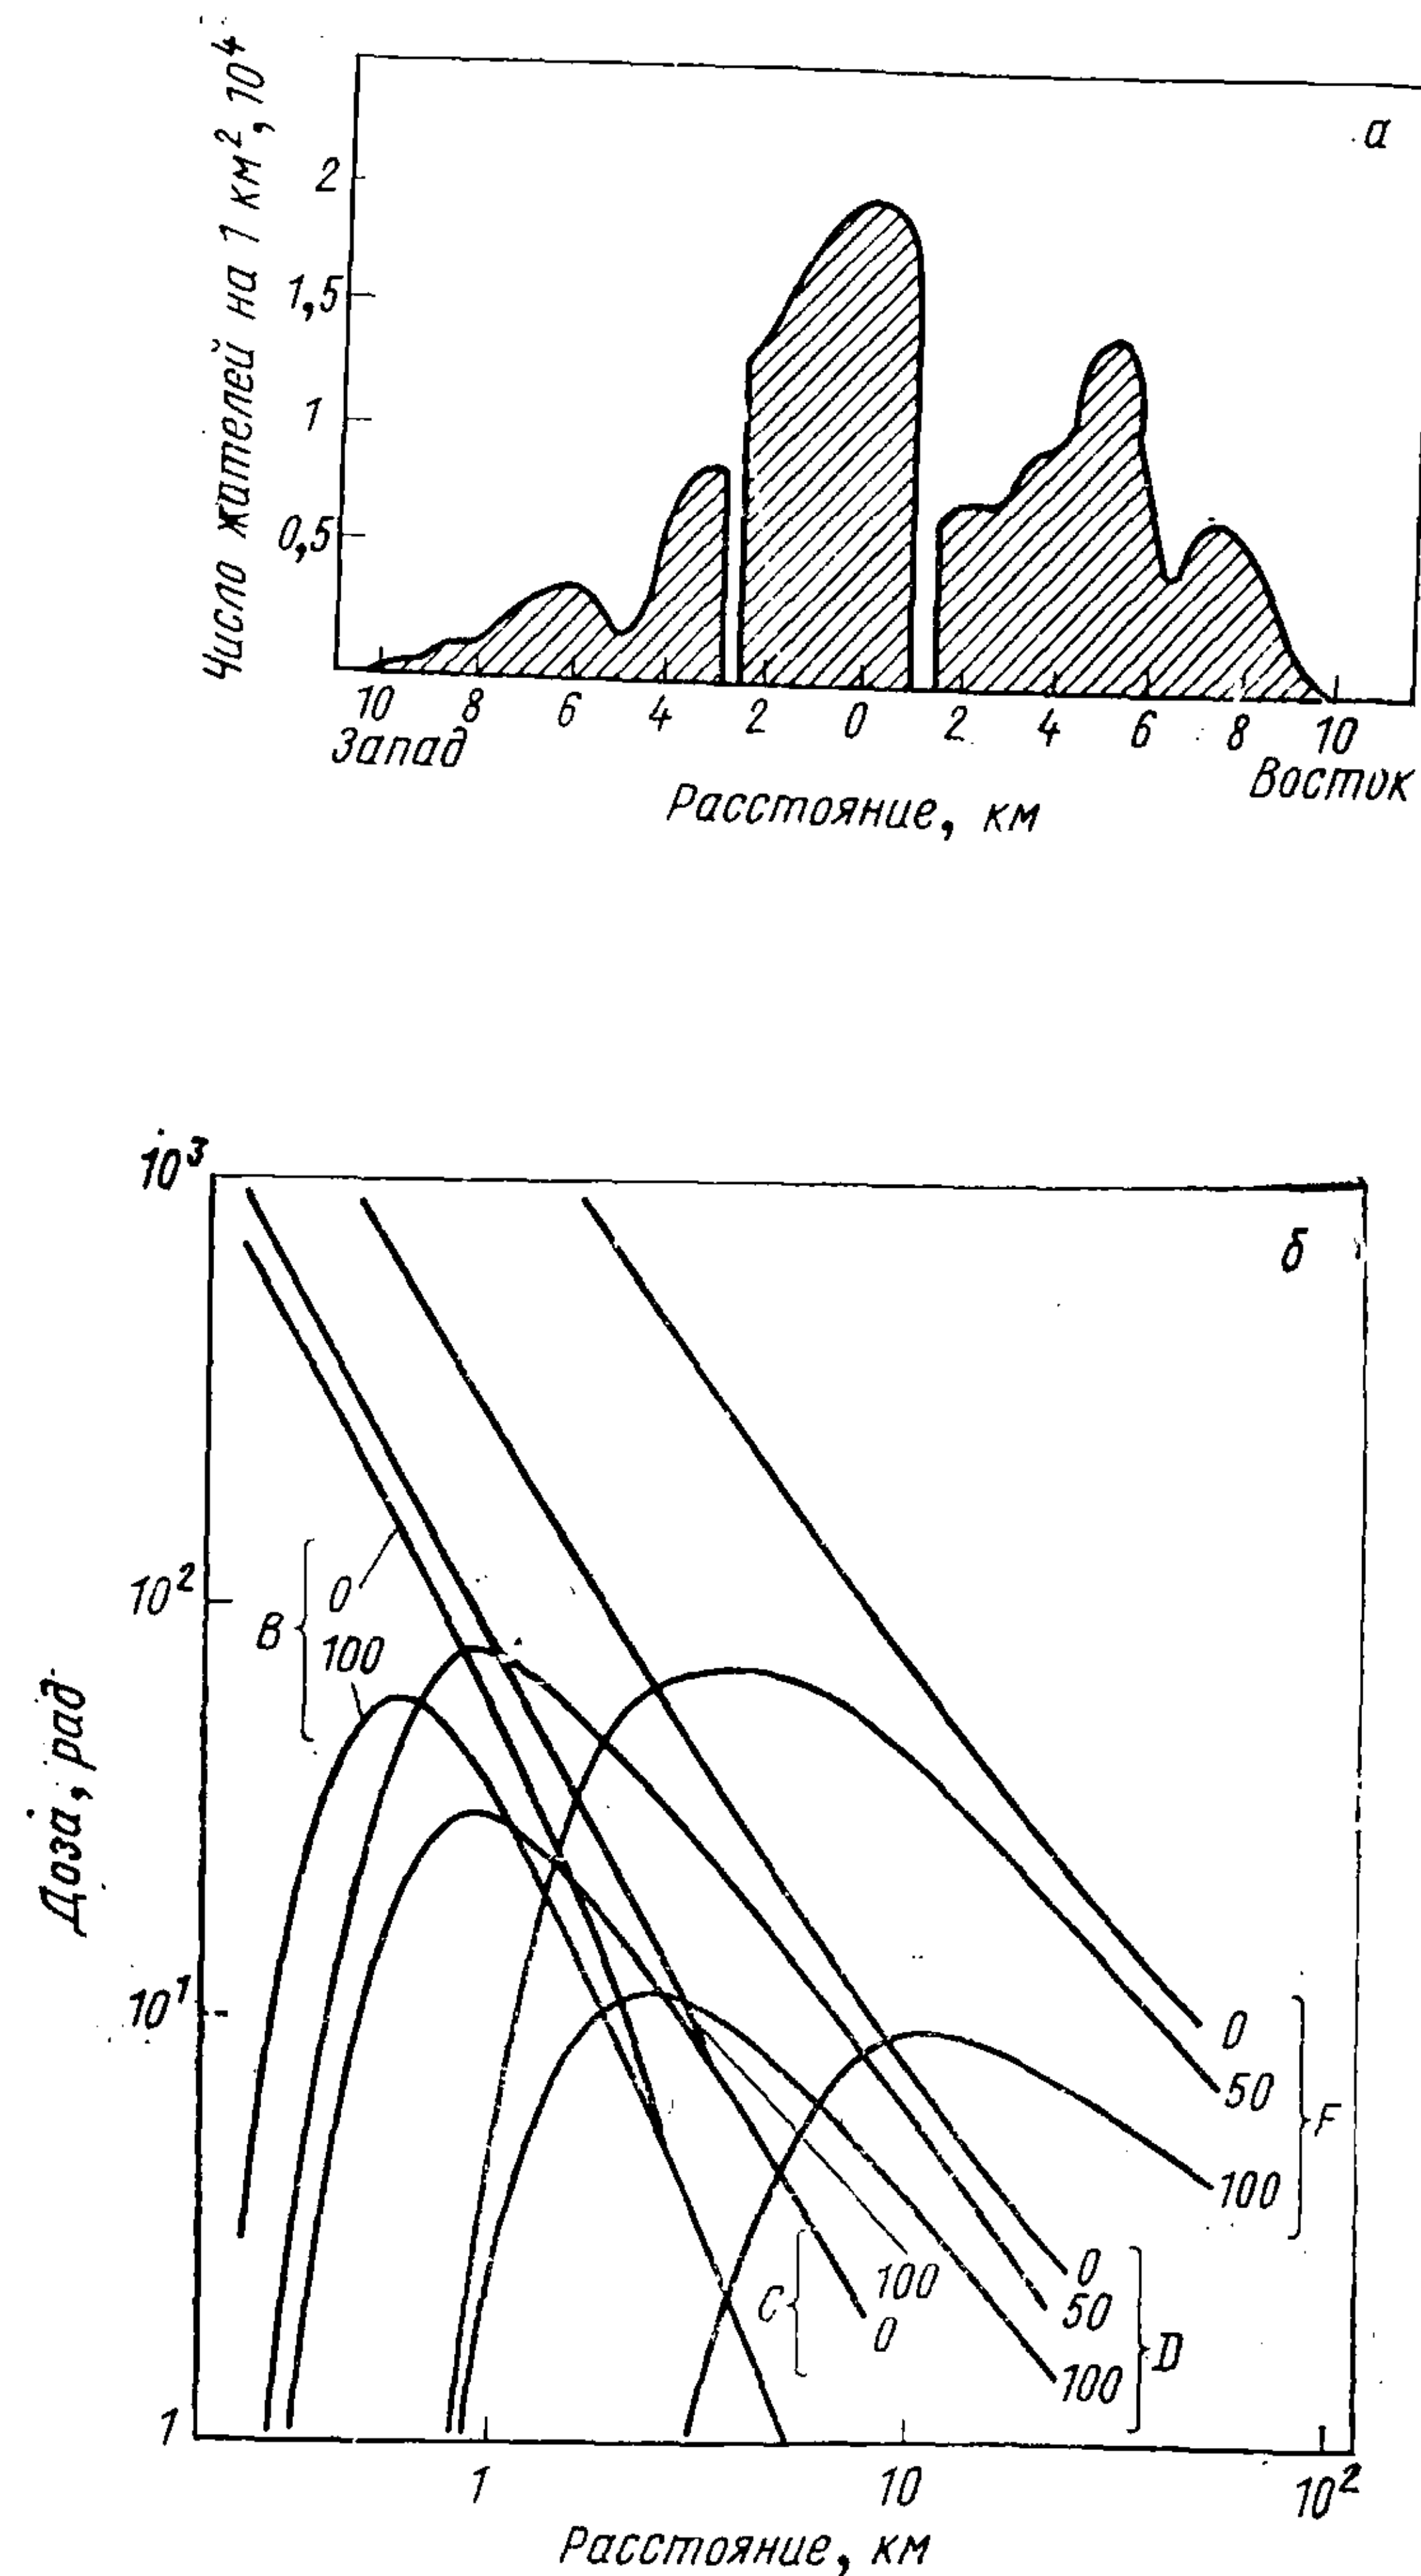 Число жителей на 1 км², 10⁴
а
2
1,5
1
0,5
10 8 6 4 2 0 2 4 6 8 10
Запад
Восток
Расстояние, км
10³
б
10²
В
0
100
Доза, рад
10¹
0
50
F
100
0
С
100
50
D
0
100
1
1 10 10²
Расстояние, км